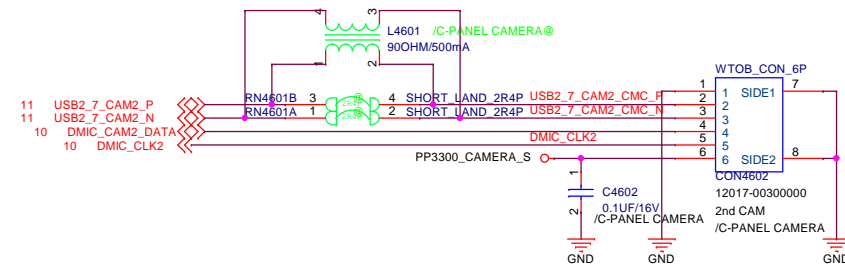 4
3
L4601 /C-PANEL CAMERA@
90OHM/500mA
1
2
WTOB_CON_6P
11 USB2_7_CAM2_P
RN4601B 3
2R4P
@
4 SHORT_LAND_2R4P
USB2_7_CAM2_CMC_P
11 USB2_7_CAM2_N
RN4601A 1
2R4P
@
2 SHORT_LAND_2R4P
USB2_7_CAM2_CMC_N
10 DMIC_CAM2_DATA
10 DMIC_CLK2
DMIC_CLK2
PP3300_CAMERA_S
1 1 SIDE1 7
2 2
3 3
4 4
5 5
6 6 SIDE2 8
CON4602
12017-00300000
2nd CAM
/C-PANEL CAMERA
1
C4602
2
0.1UF/16V
/C-PANEL CAMERA
GND
GND
GND